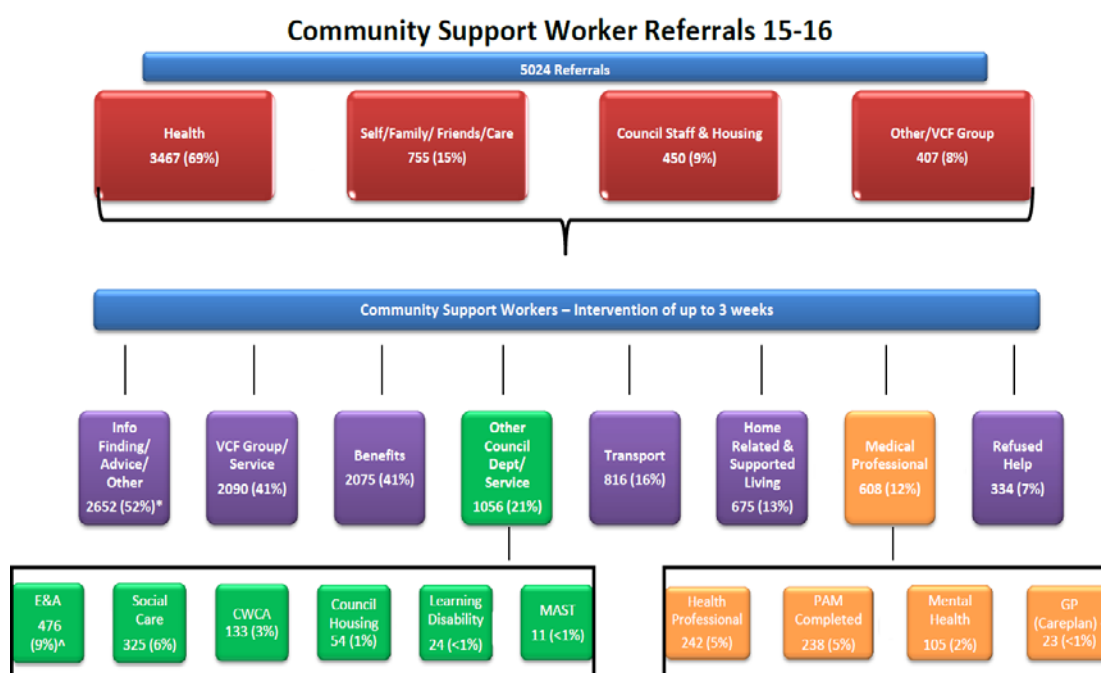 Community Support Worker Referrals 15-16
5024 Referrals
Health
3467 (69%)
Self/Family/ Friends/Care
755 (15%)
Council Staff & Housing
450 (9%)
Other/VCF Group
407 (8%)
Community Support Workers – Intervention of up to 3 weeks
Info
Finding/
Advice/
Other
2652 (52%)*
VCF Group/
Service
2090 (41%)
Benefits
2075 (41%)
Other
Council
Dept/
Service
1056 (21%)
Transport
816 (16%)
Home
Related &
Supported
Living
675 (13%)
Medical
Professional
608 (12%)
Refused
Help
334 (7%)
E&A
476
(9%)^
Social
Care
325 (6%)
CWCA
133 (3%)
Council
Housing
54 (1%)
Learning
Disability
24 (<1%)
MAST
11 (<1%)
Health
Professional
242 (5%)
PAM
Completed
238 (5%)
Mental
Health
105 (2%)
GP
(Careplan)
23 (<1%)